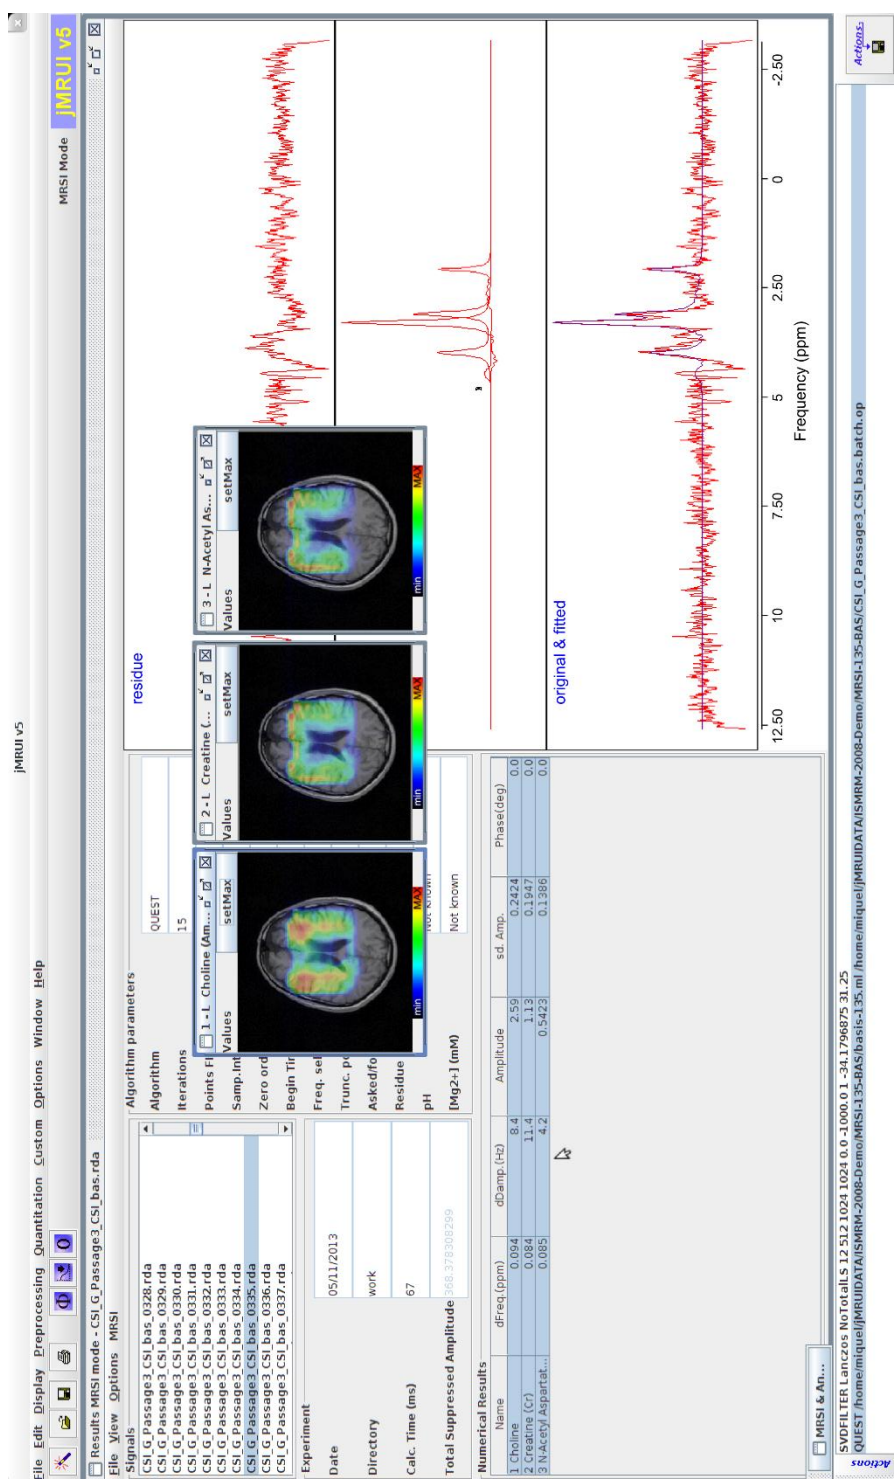 jMRUI v5
File Edit Display Preprocessing Quantitation Custom Options Window Help
MRSI Mode
jMRUI v5
Results MRSI mode - CSI_G_Passage3_CSI_bas.rda
File View Options MRSI
Signals
CSI_G_Passage3_CSI_bas_0328.rda
CSI_G_Passage3_CSI_bas_0329.rda
CSI_G_Passage3_CSI_bas_0330.rda
CSI_G_Passage3_CSI_bas_0331.rda
CSI_G_Passage3_CSI_bas_0332.rda
CSI_G_Passage3_CSI_bas_0333.rda
CSI_G_Passage3_CSI_bas_0334.rda
CSI_G_Passage3_CSI_bas_0335.rda
CSI_G_Passage3_CSI_bas_0336.rda
CSI_G_Passage3_CSI_bas_0337.rda
Experiment
Date 05/11/2013
Directory work
Calc. Time (ms) 67
Total Suppressed Amplitude 368.378308299
Algorithm parameters
Algorithm QUEST
Iterations 15
Points
Samp.Int
Zero ord
Begin
Freq. sel
Trunc.
Asked/fo
Residue
pH Not known
[Mg2+] (mM) Not known
1 - L Choline (Am...
Values setMax
min MAX
2 - L Creatine (...
Values setMax
min MAX
3 - L N-Acetyl As...
Values setMax
min MAX
Numerical Results
Name dFreq.(ppm) dDamp.(Hz) Amplitude sd. Amp. Phase(deg)
1 Choline 0.094 8.4 2.59 0.2424 0.0
2 Creatine (Cr) 0.084 11.4 1.13 0.1947 0.0
3 N-Acetyl Aspartat... 0.085 4.2 0.5423 0.1386 0.0
residue
original & fitted
12.50 10 7.50 5 2.50 0 -2.50
Frequency (ppm)
MRSI & An...
Actions
SVDFILTER Lanczos NoTotalLS 12 512 1024 1024 0.0 -1000.0 1 -34.1796875 31.25
QUEST /home/miquel/jMRUIDATA/ISMRM-2008-Demo/MRSI-135-BAS/basis-135.ml /home/miquel/jMRUIDATA/ISMRM-2008-Demo/MRSI-135-BAS/CSI_G_Passage3_CSI_bas.batch.op
Actions